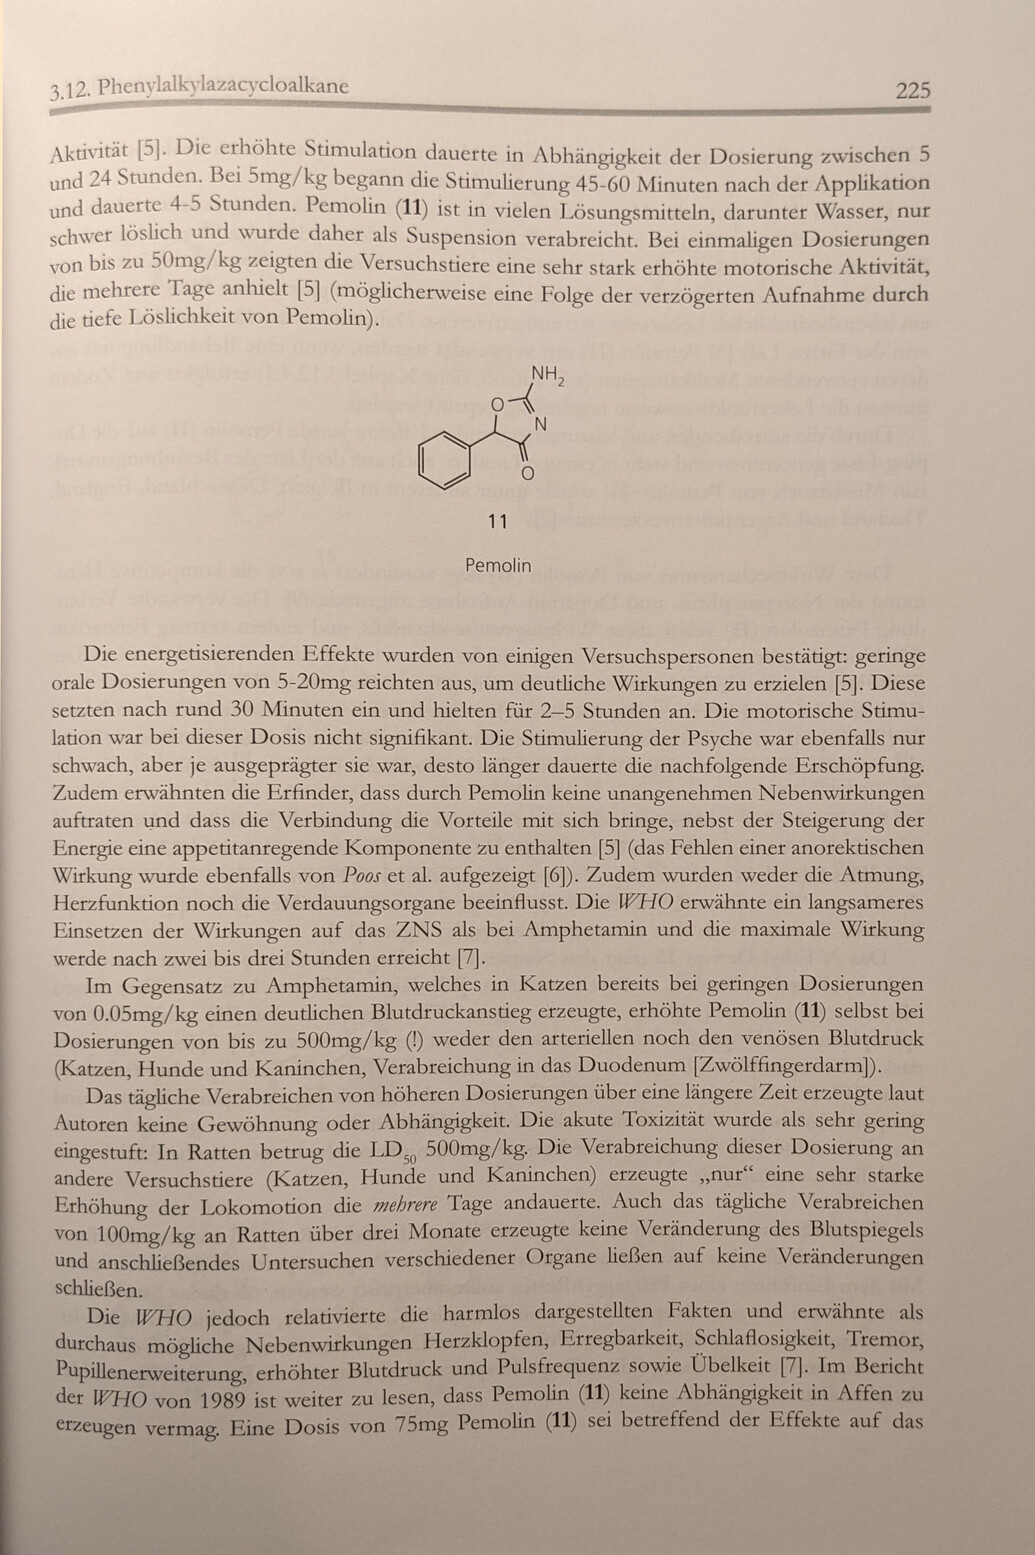 3.12. Phenylalkylazacycloalkane 225
Aktivität [5]. Die erhöhte Stimulation dauerte in Abhängigkeit der Dosierung zwischen 5
und 24 Stunden. Bei 5mg/kg begann die Stimulierung 45-60 Minuten nach der Applikation
und dauerte 4-5 Stunden. Pemolin (11) ist in vielen Lösungsmitteln, darunter Wasser, nur
schwer löslich und wurde daher als Suspension verabreicht. Bei einmaligen Dosierungen
von bis zu 50mg/kg zeigten die Versuchstiere eine sehr stark erhöhte motorische Aktivität,
die mehrere Tage anhielt [5] (möglicherweise eine Folge der verzögerten Aufnahme durch
die tiefe Löslichkeit von Pemolin).
NH₂
O
N
O
11
Pemolin
Die energetisierenden Effekte wurden von einigen Versuchspersonen bestätigt: geringe
orale Dosierungen von 5-20mg reichten aus, um deutliche Wirkungen zu erzielen [5]. Diese
setzten nach rund 30 Minuten ein und hielten für 2–5 Stunden an. Die motorische Stimu-
lation war bei dieser Dosis nicht signifikant. Die Stimulierung der Psyche war ebenfalls nur
schwach, aber je ausgeprägter sie war, desto länger dauerte die nachfolgende Erschöpfung.
Zudem erwähnten die Erfinder, dass durch Pemolin keine unangenehmen Nebenwirkungen
auftraten und dass die Verbindung die Vorteile mit sich bringe, nebst der Steigerung der
Energie eine appetitanregende Komponente zu enthalten [5] (das Fehlen einer anorektischen
Wirkung wurde ebenfalls von Poos et al. aufgezeigt [6]). Zudem wurden weder die Atmung,
Herzfunktion noch die Verdauungsorgane beeinflusst. Die WHO erwähnte ein langsameres
Einsetzen der Wirkungen auf das ZNS als bei Amphetamin und die maximale Wirkung
werde nach zwei bis drei Stunden erreicht [7].
Im Gegensatz zu Amphetamin, welches in Katzen bereits bei geringen Dosierungen
von 0.05mg/kg einen deutlichen Blutdruckanstieg erzeugte, erhöhte Pemolin (11) selbst bei
Dosierungen von bis zu 500mg/kg (!) weder den arteriellen noch den venösen Blutdruck
(Katzen, Hunde und Kaninchen, Verabreichung in das Duodenum [Zwölffingerdarm]).
Das tägliche Verabreichen von höheren Dosierungen über eine längere Zeit erzeugte laut
Autoren keine Gewöhnung oder Abhängigkeit. Die akute Toxizität wurde als sehr gering
eingestuft: In Ratten betrug die LD₅₀ 500mg/kg. Die Verabreichung dieser Dosierung an
andere Versuchstiere (Katzen, Hunde und Kaninchen) erzeugte „nur“ eine sehr starke
Erhöhung der Lokomotion die mehrere Tage andauerte. Auch das tägliche Verabreichen
von 100mg/kg an Ratten über drei Monate erzeugte keine Veränderung des Blutspiegels
und anschließendes Untersuchen verschiedener Organe ließen auf keine Veränderungen
schließen.
Die WHO jedoch relativierte die harmlos dargestellten Fakten und erwähnte als
durchaus mögliche Nebenwirkungen Herzklopfen, Erregbarkeit, Schlaflosigkeit, Tremor,
Pupillenerweiterung, erhöhter Blutdruck und Pulsfrequenz sowie Übelkeit [7]. Im Bericht
der WHO von 1989 ist weiter zu lesen, dass Pemolin (11) keine Abhängigkeit in Affen zu
erzeugen vermag. Eine Dosis von 75mg Pemolin (11) sei betreffend der Effekte auf das